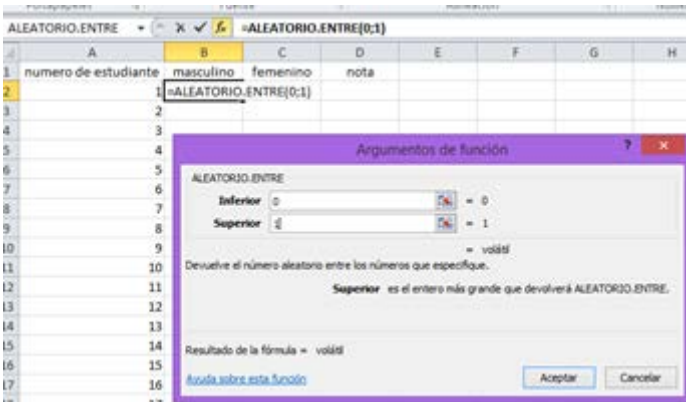 ALEATORIO.ENTRE fx =ALEATORIO.ENTRE(0;1)
A B C D E F G H
1 numero de estudiante masculino femenino nota
2 1 =ALEATORIO.ENTRE(0;1)
3 2
4 3
5 4
6 5
7 6
8 7
9 8
10 9
11 10
12 11
13 12
14 13
15 14
16 15
17 16
Argumentos de función ?
ALEATORIO.ENTRE
Inferior 0 = 0
Superior 1 = 1
= volátil
Devuelve el número aleatorio entre los números que especifique.
Superior es el entero más grande que devolverá ALEATORIO.ENTRE.
Resultado de la fórmula = volátil
Ayuda sobre esta función
Aceptar Cancelar